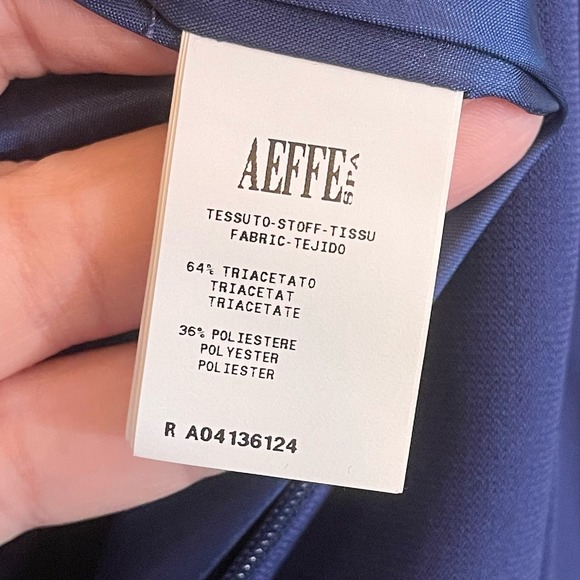 AEFFE SPA
TESSUTO-STOFF-TISSU
FABRIC-TEJIDO
64% TRIACETATO
TRIACETAT
TRIACETATE
36% POLIESTERE
POLYESTER
POLIESTER
R A04136124